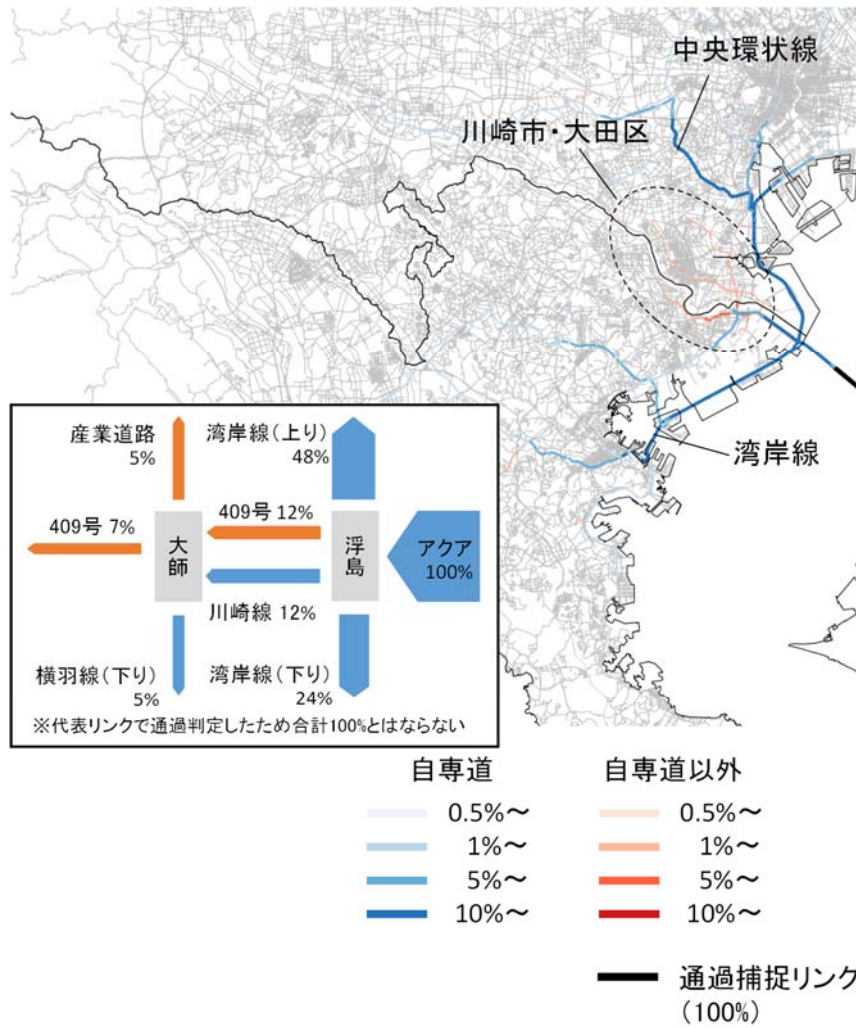 中央環状線
川崎市・大田区
湾岸線
産業道路
5%
湾岸線(上り)
48%
409号 7%
大師
409号 12%
浮島
アクア
100%
川崎線 12%
横羽線(下り)
5%
湾岸線(下り)
24%
※代表リンクで通過判定したため合計100%とはならない
自専道
自専道以外
0.5%～
0.5%～
1%～
1%～
5%～
5%～
10%～
10%～
通過捕捉リンク
(100%)